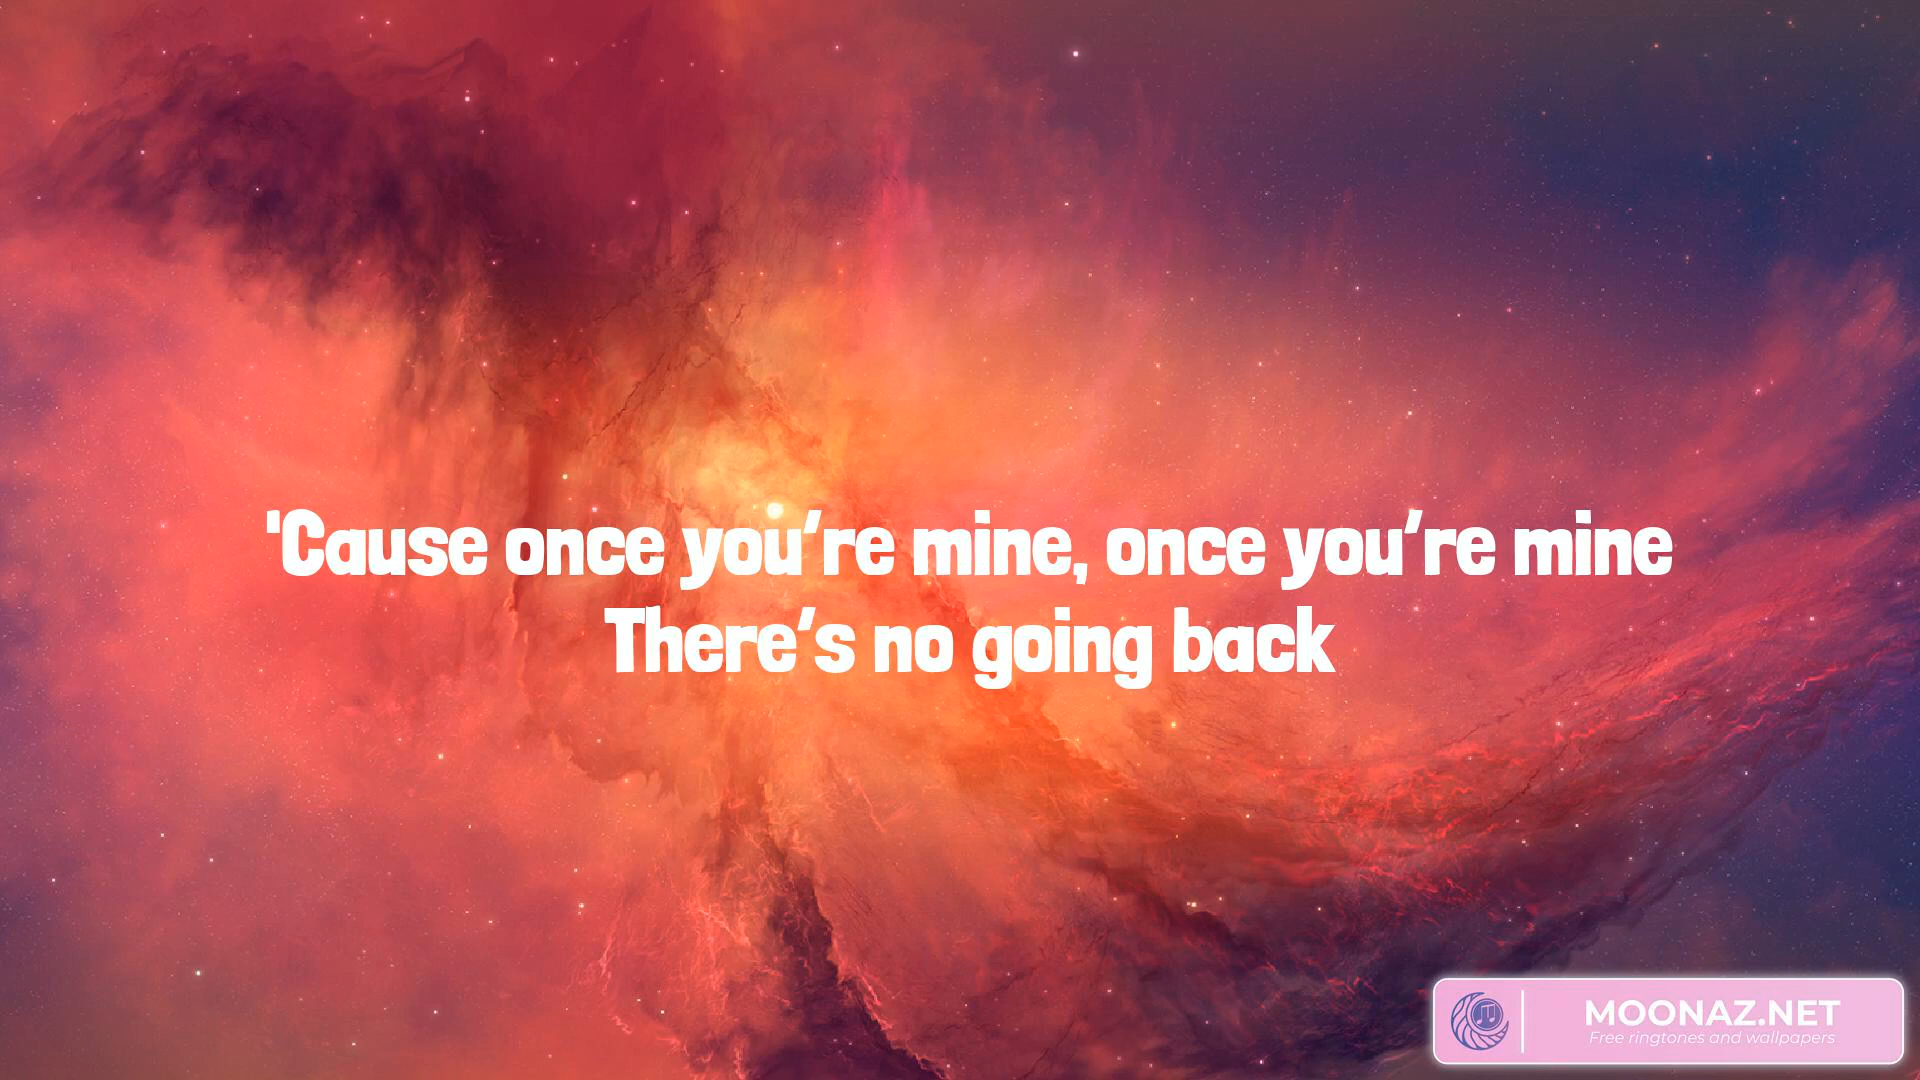 'Cause once you're mine, once you're mine
There's no going back
MOONAZ.NET
Free ringtones and wallpapers